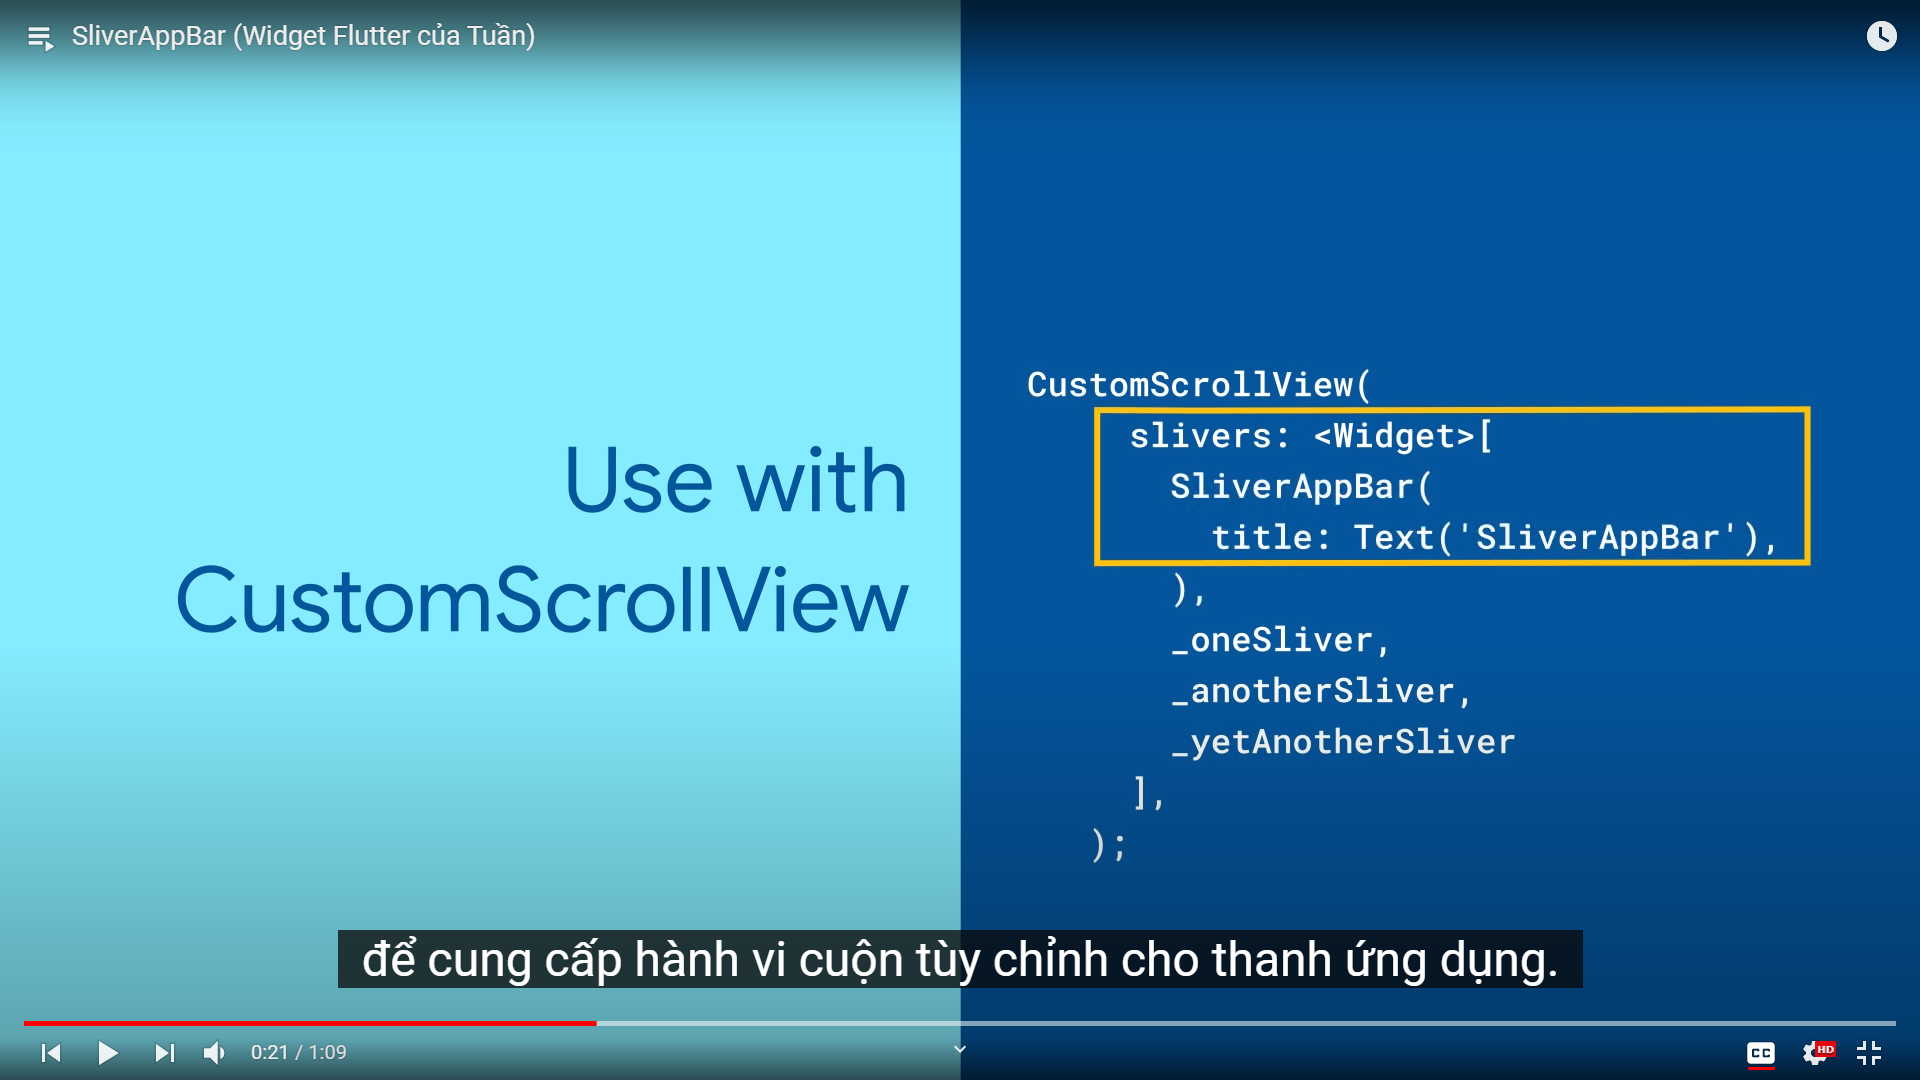 SliverAppBar (Widget Flutter của Tuần)
Use with
CustomScrollView
CustomScrollView(
slivers: <Widget>[
SliverAppBar(
title: Text('SliverAppBar'),
),
_oneSliver,
_anotherSliver,
_yetAnotherSliver
],
);
để cung cấp hành vi cuộn tùy chỉnh cho thanh ứng dụng.
0:21 / 1:09
CC
HD